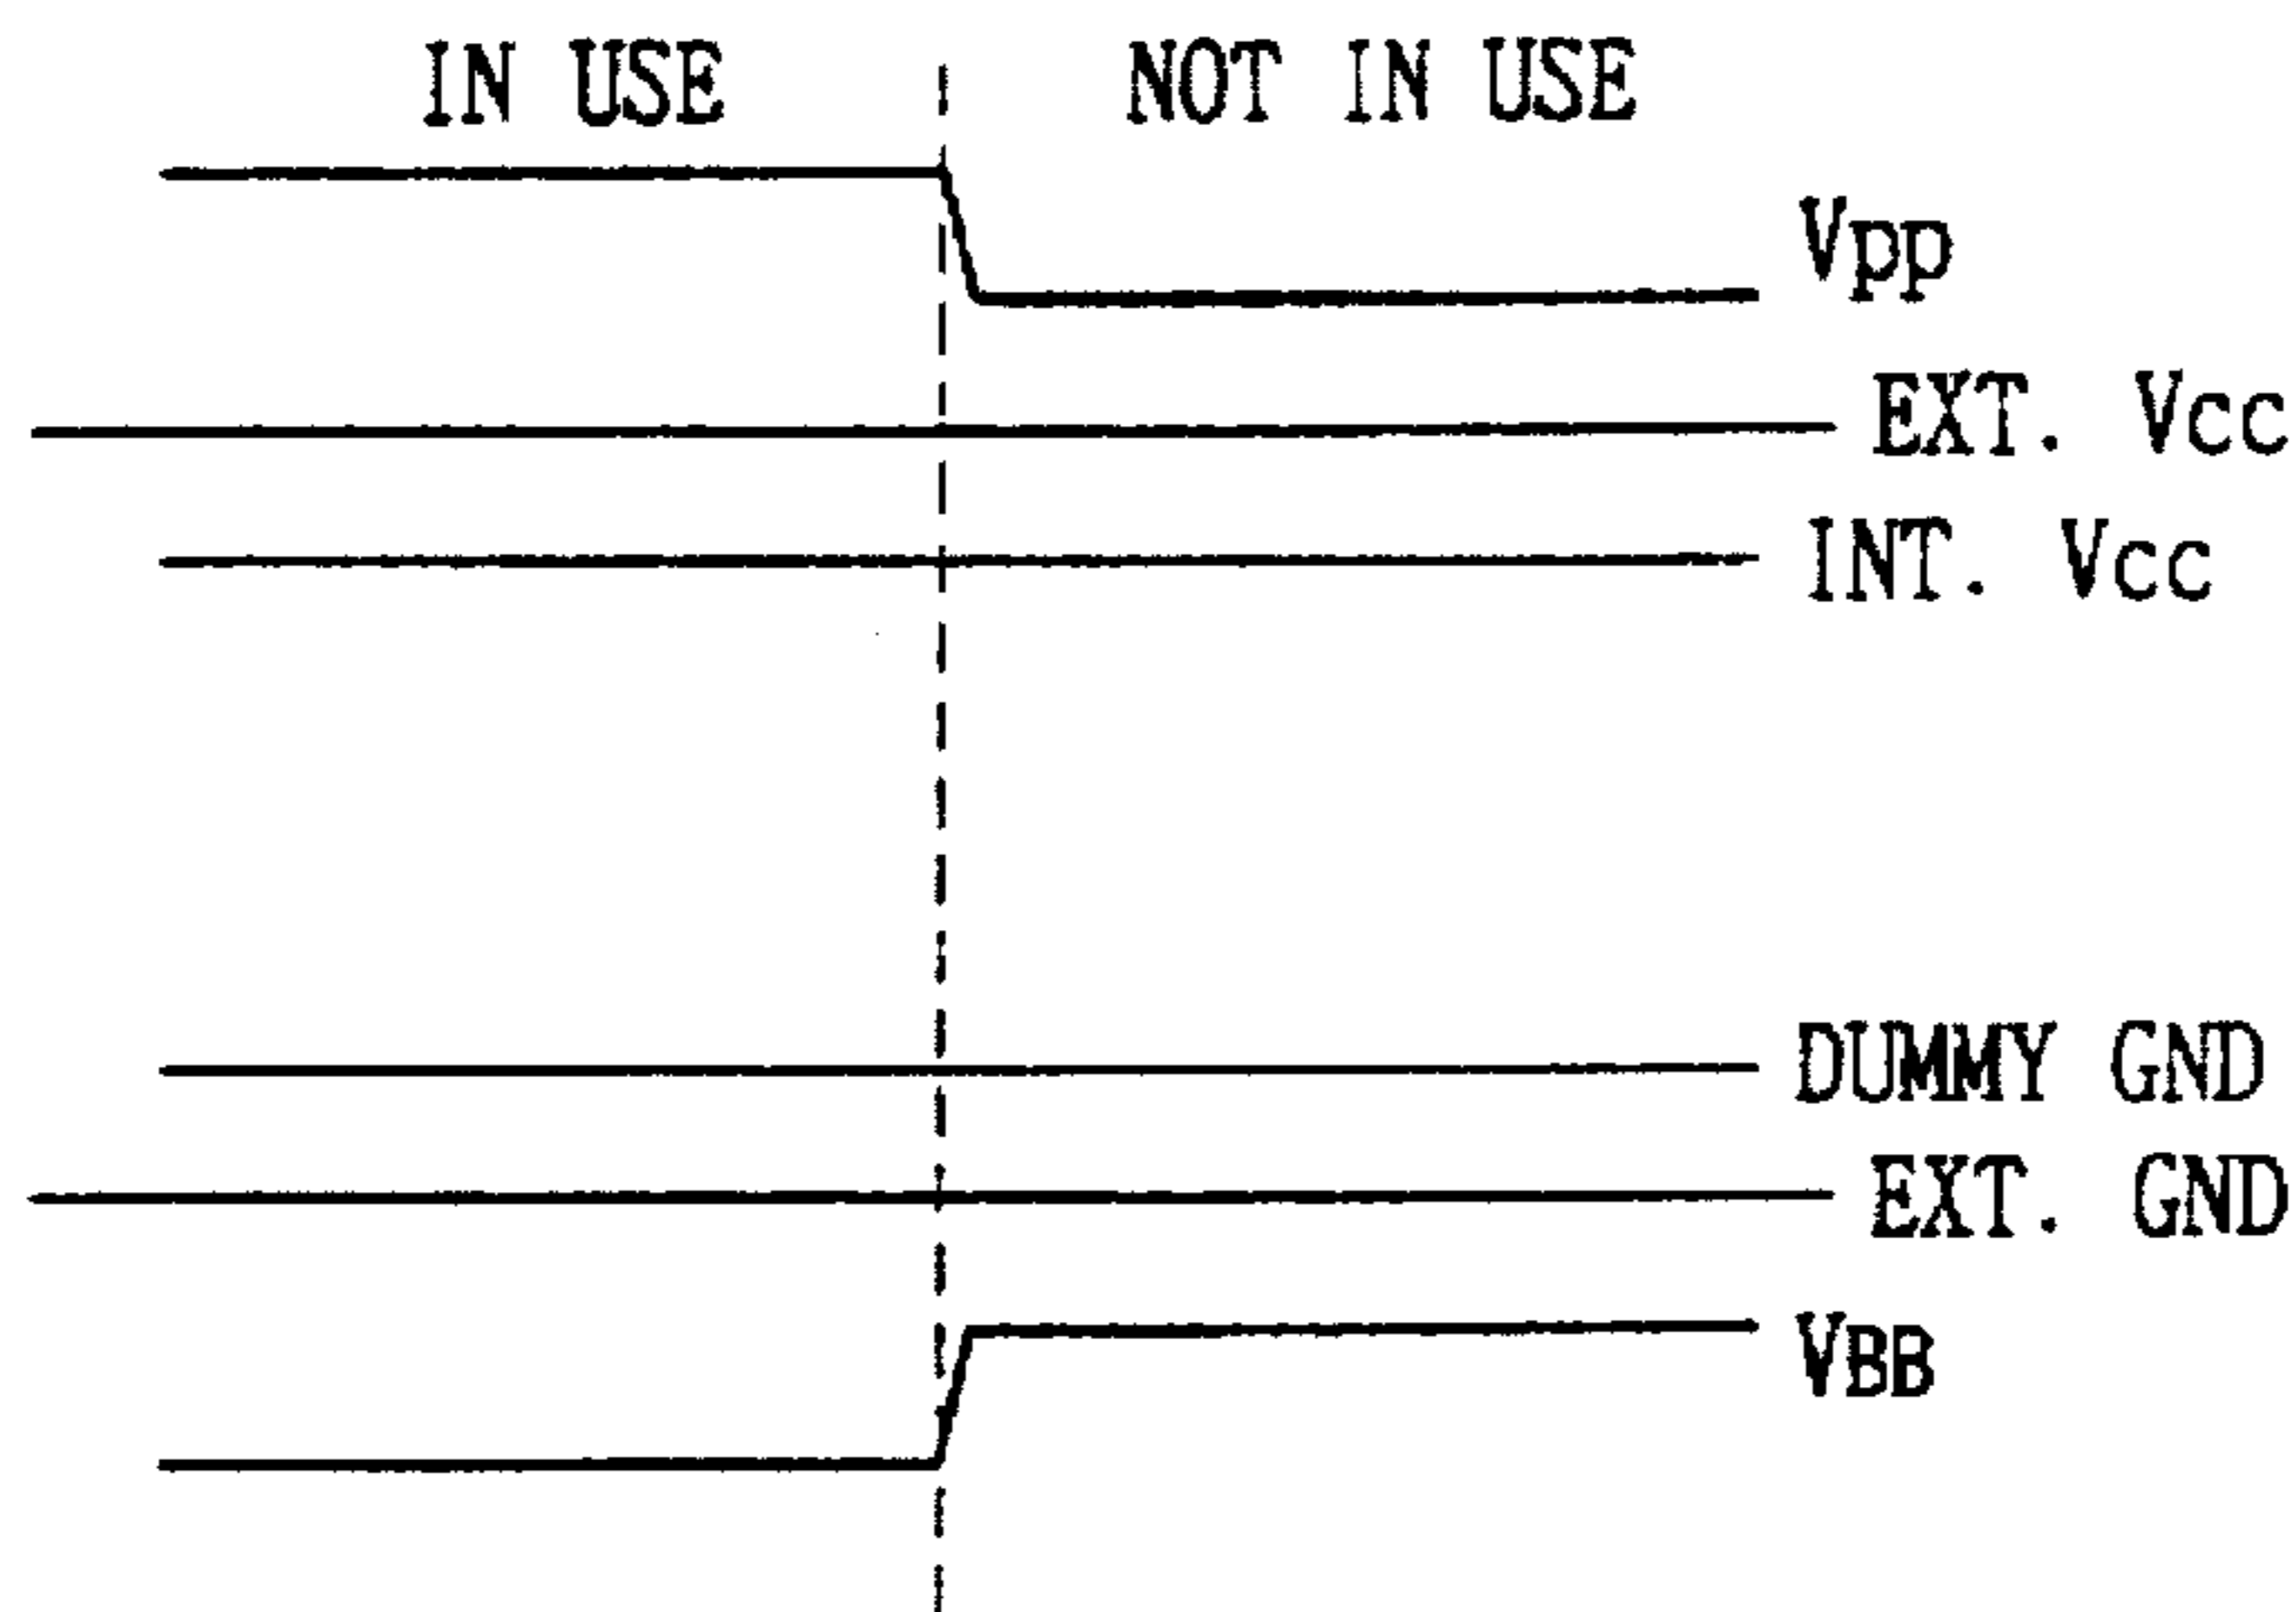 IN USE NOT IN USE
Vpp
EXT. Vcc
INT. Vcc
DUMMY GND
EXT. GND
VBB